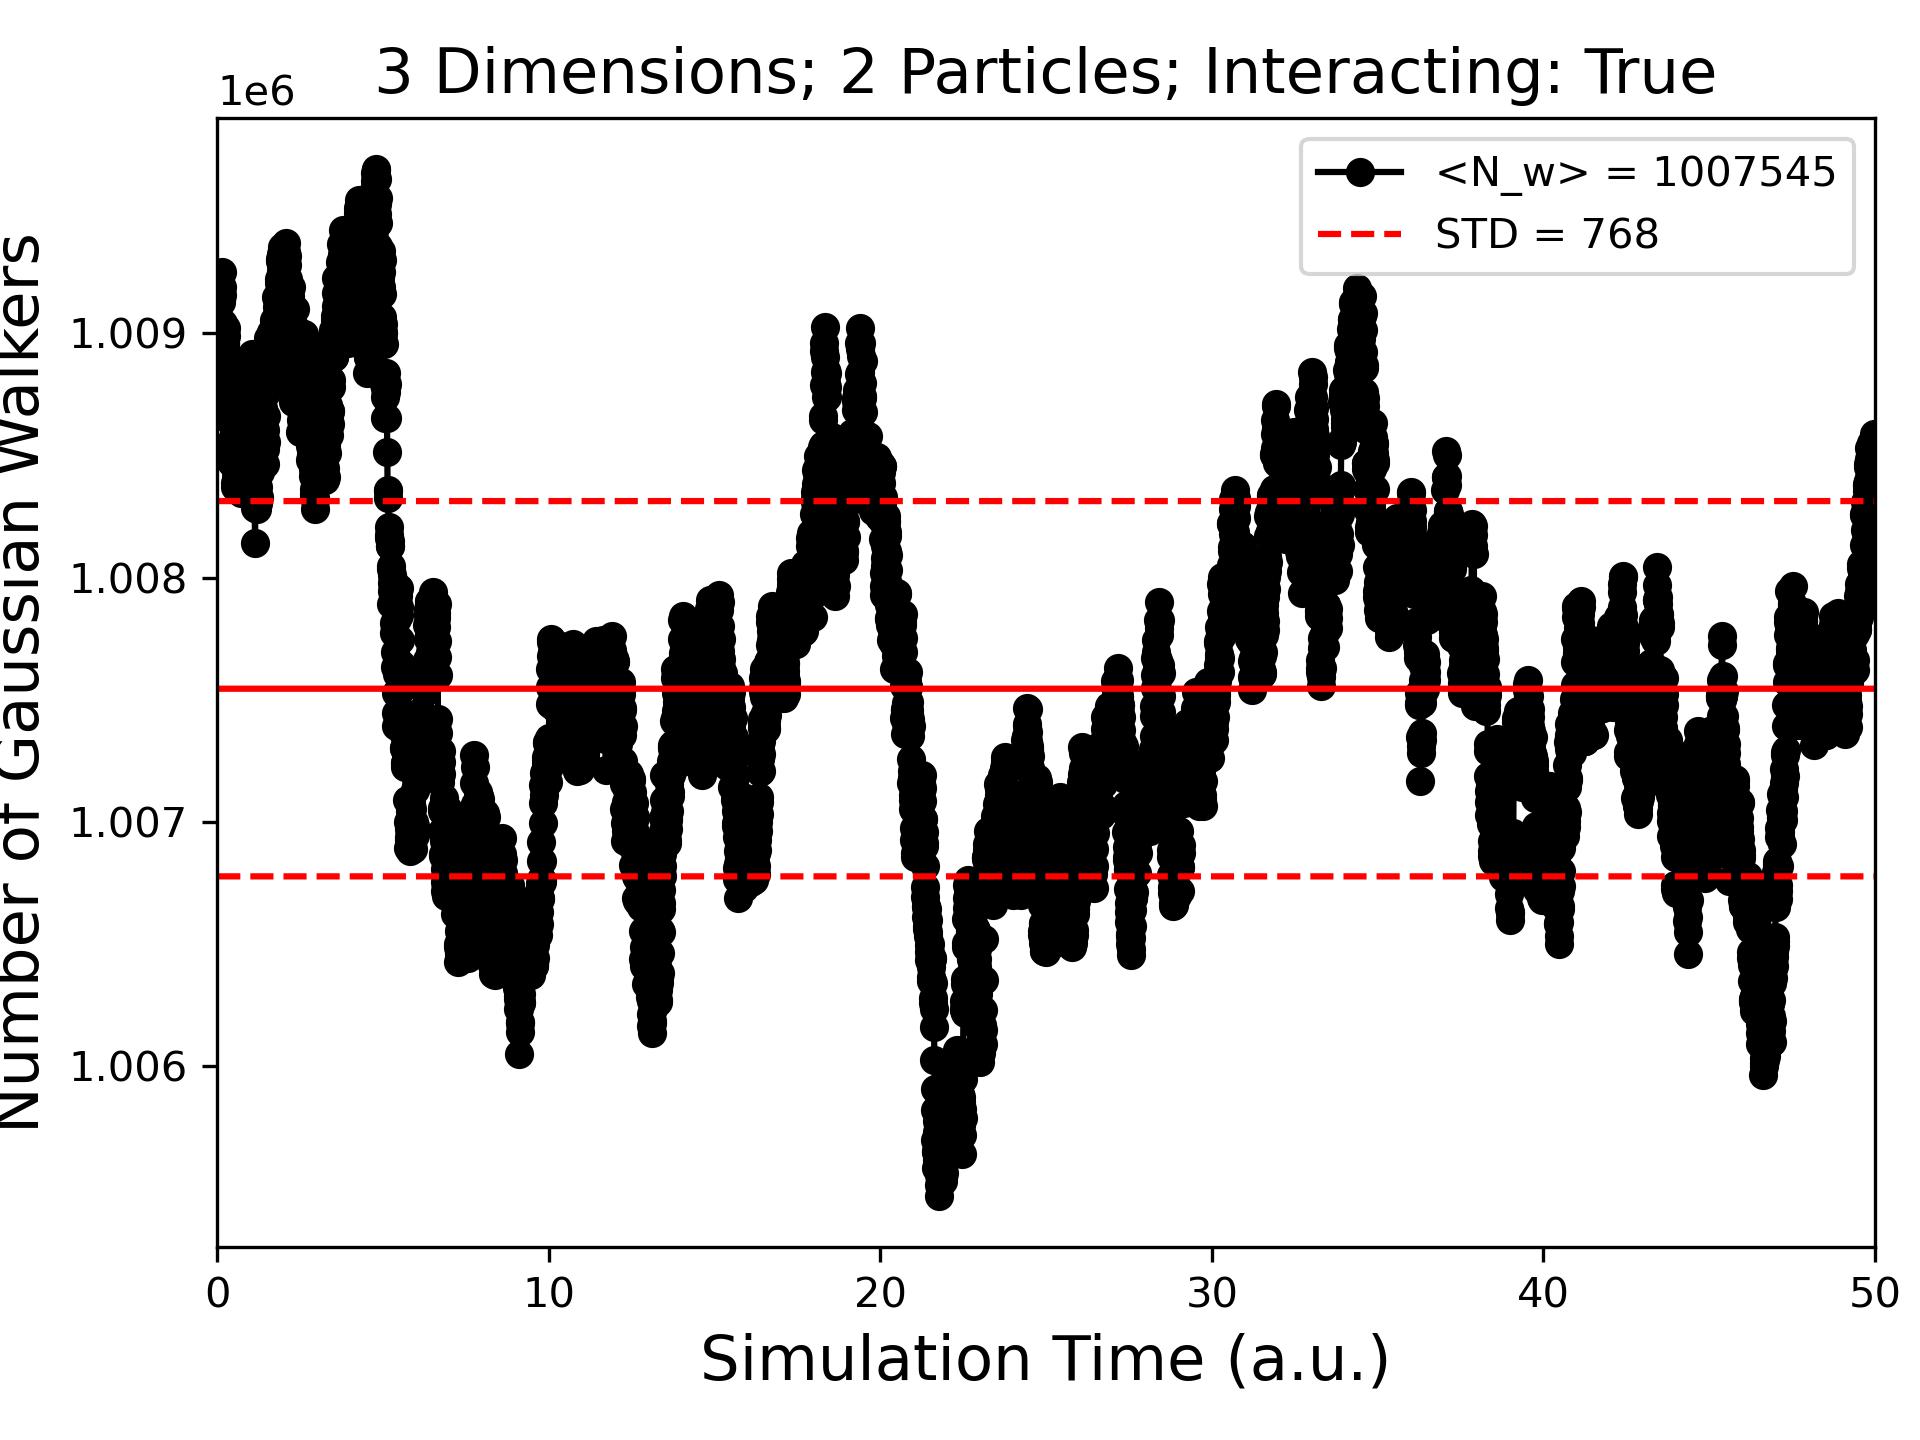 3 Dimensions; 2 Particles; Interacting: True
1e6
<N_w> = 1007545
STD = 768
Number of Gaussian Walkers
1.009
1.008
1.007
1.006
0 10 20 30 40 50
Simulation Time (a.u.)